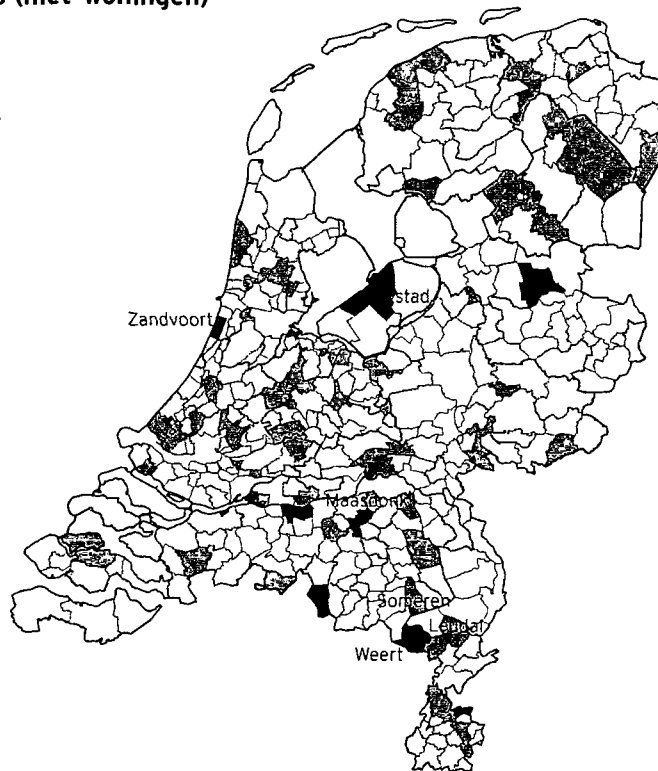 (met woningen)
stad
Zandvoort
Maasdonk
Someren
Leudal
Weert